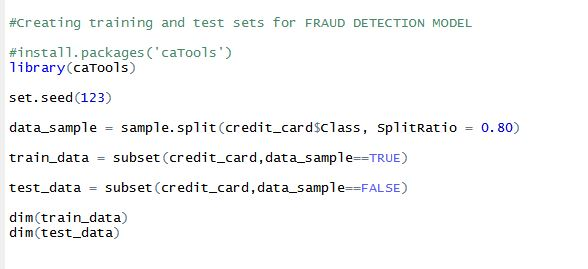 #Creating training and test sets for FRAUD DETECTION MODEL
#install.packages('caTools')
library(caTools)
set.seed(123)
data_sample = sample.split(credit_card$Class, SplitRatio = 0.80)
train_data = subset(credit_card,data_sample==TRUE)
test_data = subset(credit_card,data_sample==FALSE)
dim(train_data)
dim(test_data)